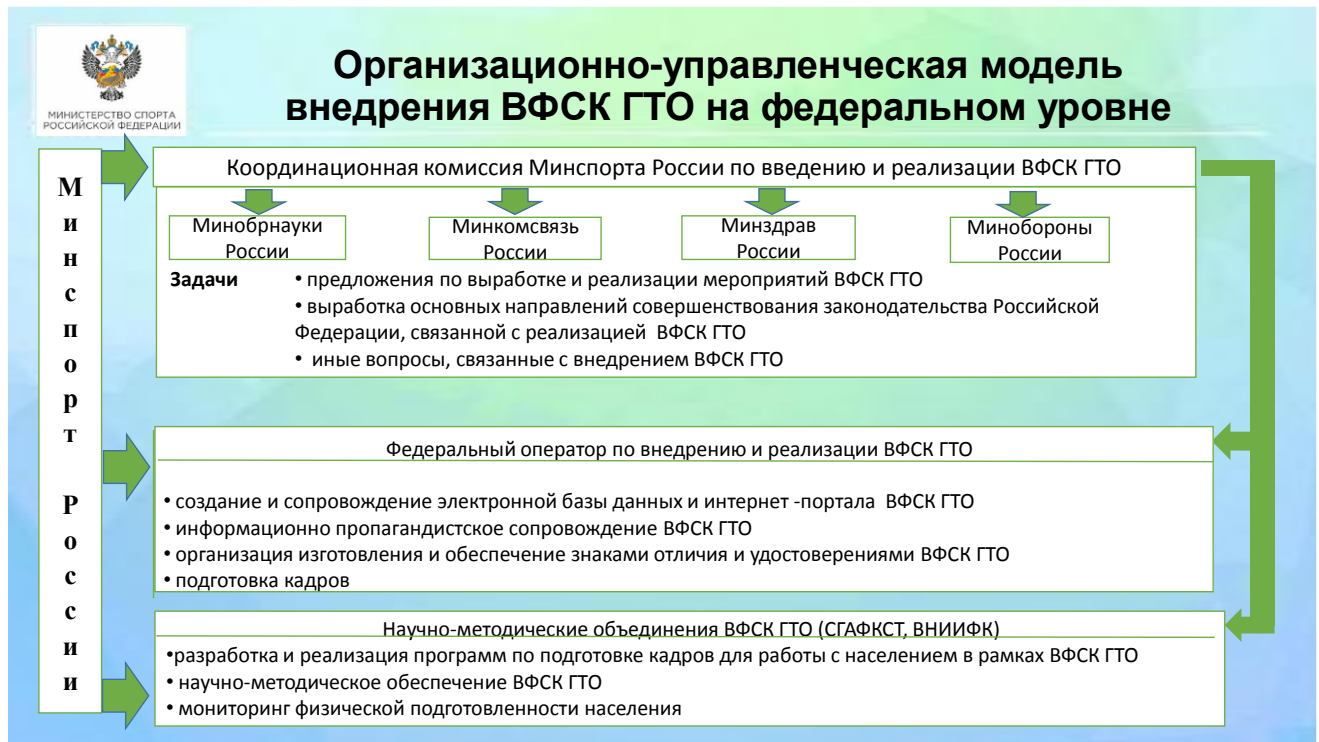 МИНИСТЕРСТВО СПОРТА
РОССИЙСКОЙ ФЕДЕРАЦИИ
Организационно-управленческая модель
внедрения ВФСК ГТО на федеральном уровне
Минспорт России
Координационная комиссия Минспорта России по введению и реализации ВФСК ГТО
Минобрнауки
России
Минкомсвязь
России
Минздрав
России
Минобороны
России
Задачи
• предложения по выработке и реализации мероприятий ВФСК ГТО
• выработка основных направлений совершенствования законодательства Российской
Федерации, связанной с реализацией ВФСК ГТО
• иные вопросы, связанные с внедрением ВФСК ГТО
Федеральный оператор по внедрению и реализации ВФСК ГТО
• создание и сопровождение электронной базы данных и интернет -портала ВФСК ГТО
• информационно пропагандистское сопровождение ВФСК ГТО
• организация изготовления и обеспечение знаками отличия и удостоверениями ВФСК ГТО
• подготовка кадров
Научно-методические объединения ВФСК ГТО (СГАФКСТ, ВНИИФК)
•разработка и реализация программ по подготовке кадров для работы с населением в рамках ВФСК ГТО
• научно-методическое обеспечение ВФСК ГТО
• мониторинг физической подготовленности населения